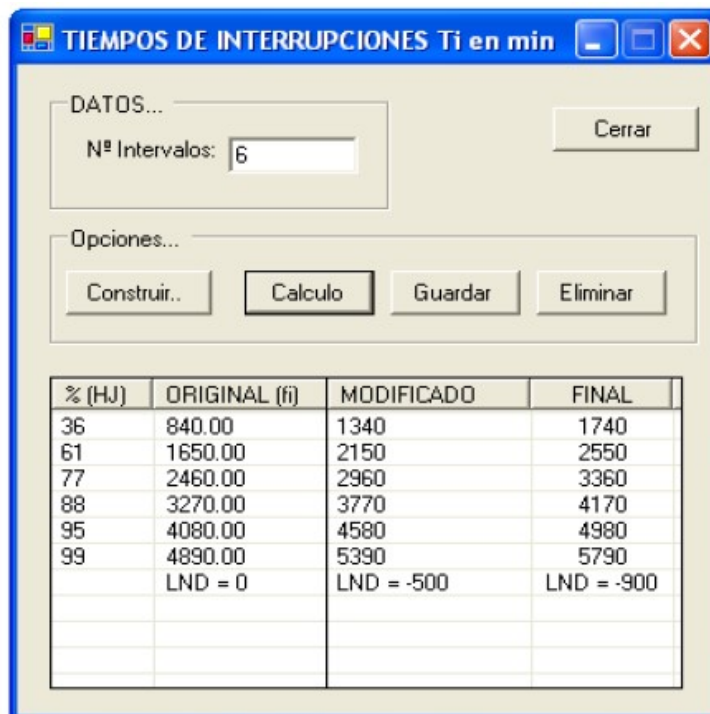 TIEMPOS DE INTERRUPCIONES Ti en min
DATOS...
Nº Intervalos: 6
Cerrar
Opciones...
Construir.. Calculo Guardar Eliminar
% (HJ) ORIGINAL (fi) MODIFICADO FINAL
36 840.00 1340 1740
61 1650.00 2150 2550
77 2460.00 2960 3360
88 3270.00 3770 4170
95 4080.00 4580 4980
99 4890.00 5390 5790
LND = 0 LND = -500 LND = -900